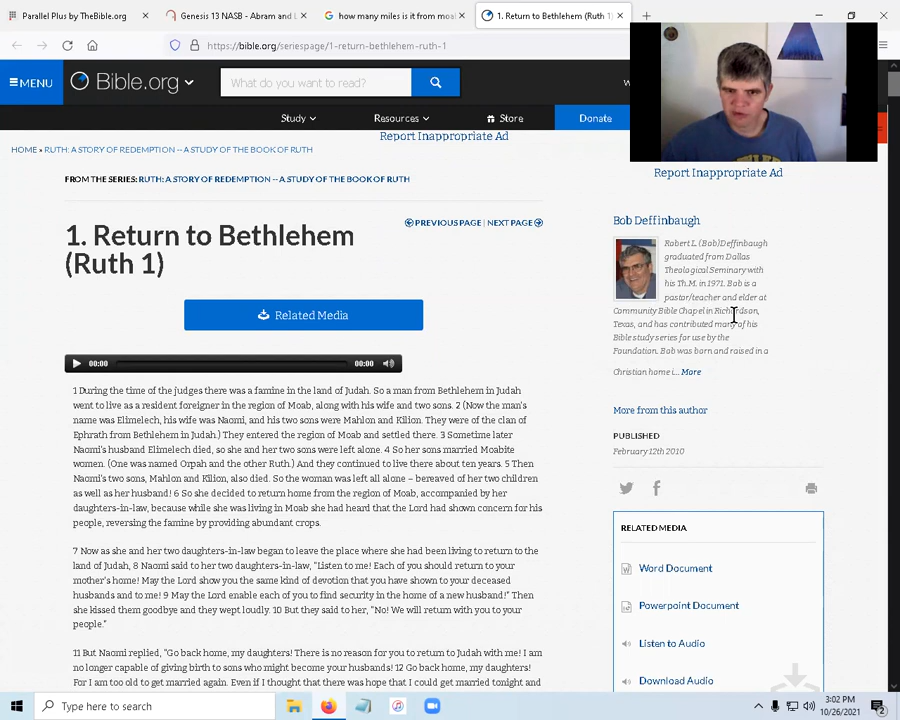 Parallel Plus by TheBible.org
Genesis 13 NASB - Abram and L
how many miles is it from moa
1. Return to Bethlehem (Ruth 1)
https://bible.org/seriespage/1-return-bethlehem-ruth-1
MENU
Bible.org
What do you want to read?
Study
Resources
Store
Donate
Report Inappropriate Ad
HOME » RUTH: A STORY OF REDEMPTION -- A STUDY OF THE BOOK OF RUTH
Report Inappropriate Ad
FROM THE SERIES: RUTH: A STORY OF REDEMPTION -- A STUDY OF THE BOOK OF RUTH
PREVIOUS PAGE | NEXT PAGE
1. Return to Bethlehem
(Ruth 1)
Related Media
00:00
00:00
1 During the time of the judges there was a famine in the land of Judah. So a man from Bethlehem in Judah
went to live as a resident foreigner in the region of Moab, along with his wife and two sons. 2 (Now the man's
name was Elimelech, his wife was Naomi, and his two sons were Mahlon and Kilion. They were of the clan of
Ephrath from Bethlehem in Judah.) They entered the region of Moab and settled there. 3 Sometime later
Naomi's husband Elimelech died, so she and her two sons were left alone. 4 So her sons married Moabite
women. (One was named Orpah and the other Ruth.) And they continued to live there about ten years. 5 Then
Naomi's two sons, Mahlon and Kilion, also died. So the woman was left all alone – bereaved of her two children
as well as her husband! 6 So she decided to return home from the region of Moab, accompanied by her
daughters-in-law, because while she was living in Moab she had heard that the Lord had shown concern for his
people, reversing the famine by providing abundant crops.
7 Now as she and her two daughters-in-law began to leave the place where she had been living to return to the
land of Judah, 8 Naomi said to her two daughters-in-law, "Listen to me! Each of you should return to your
mother's home! May the Lord show you the same kind of devotion that you have shown to your deceased
husbands and to me! 9 May the Lord enable each of you to find security in the home of a new husband!" Then
she kissed them goodbye and they wept loudly. 10 But they said to her, "No! We will return with you to your
people."
11 But Naomi replied, "Go back home, my daughters! There is no reason for you to return to Judah with me! I am
no longer capable of giving birth to sons who might become your husbands! 12 Go back home, my daughters!
For I am too old to get married again. Even if I thought that there was hope that I could get married tonight and
Bob Deffinbaugh
Robert L. (Bob)Deffinbaugh
graduated from Dallas
Theological Seminary with
his Th.M. in 1971. Bob is a
pastor/teacher and elder at
Community Bible Chapel in Richardson,
Texas, and has contributed many of his
Bible study series for use by the
Foundation. Bob was born and raised in a
Christian home i... More
More from this author
PUBLISHED
February 12th 2010
RELATED MEDIA
Word Document
Powerpoint Document
Listen to Audio
Download Audio
Type here to search
3:02 PM
10/26/2021
2